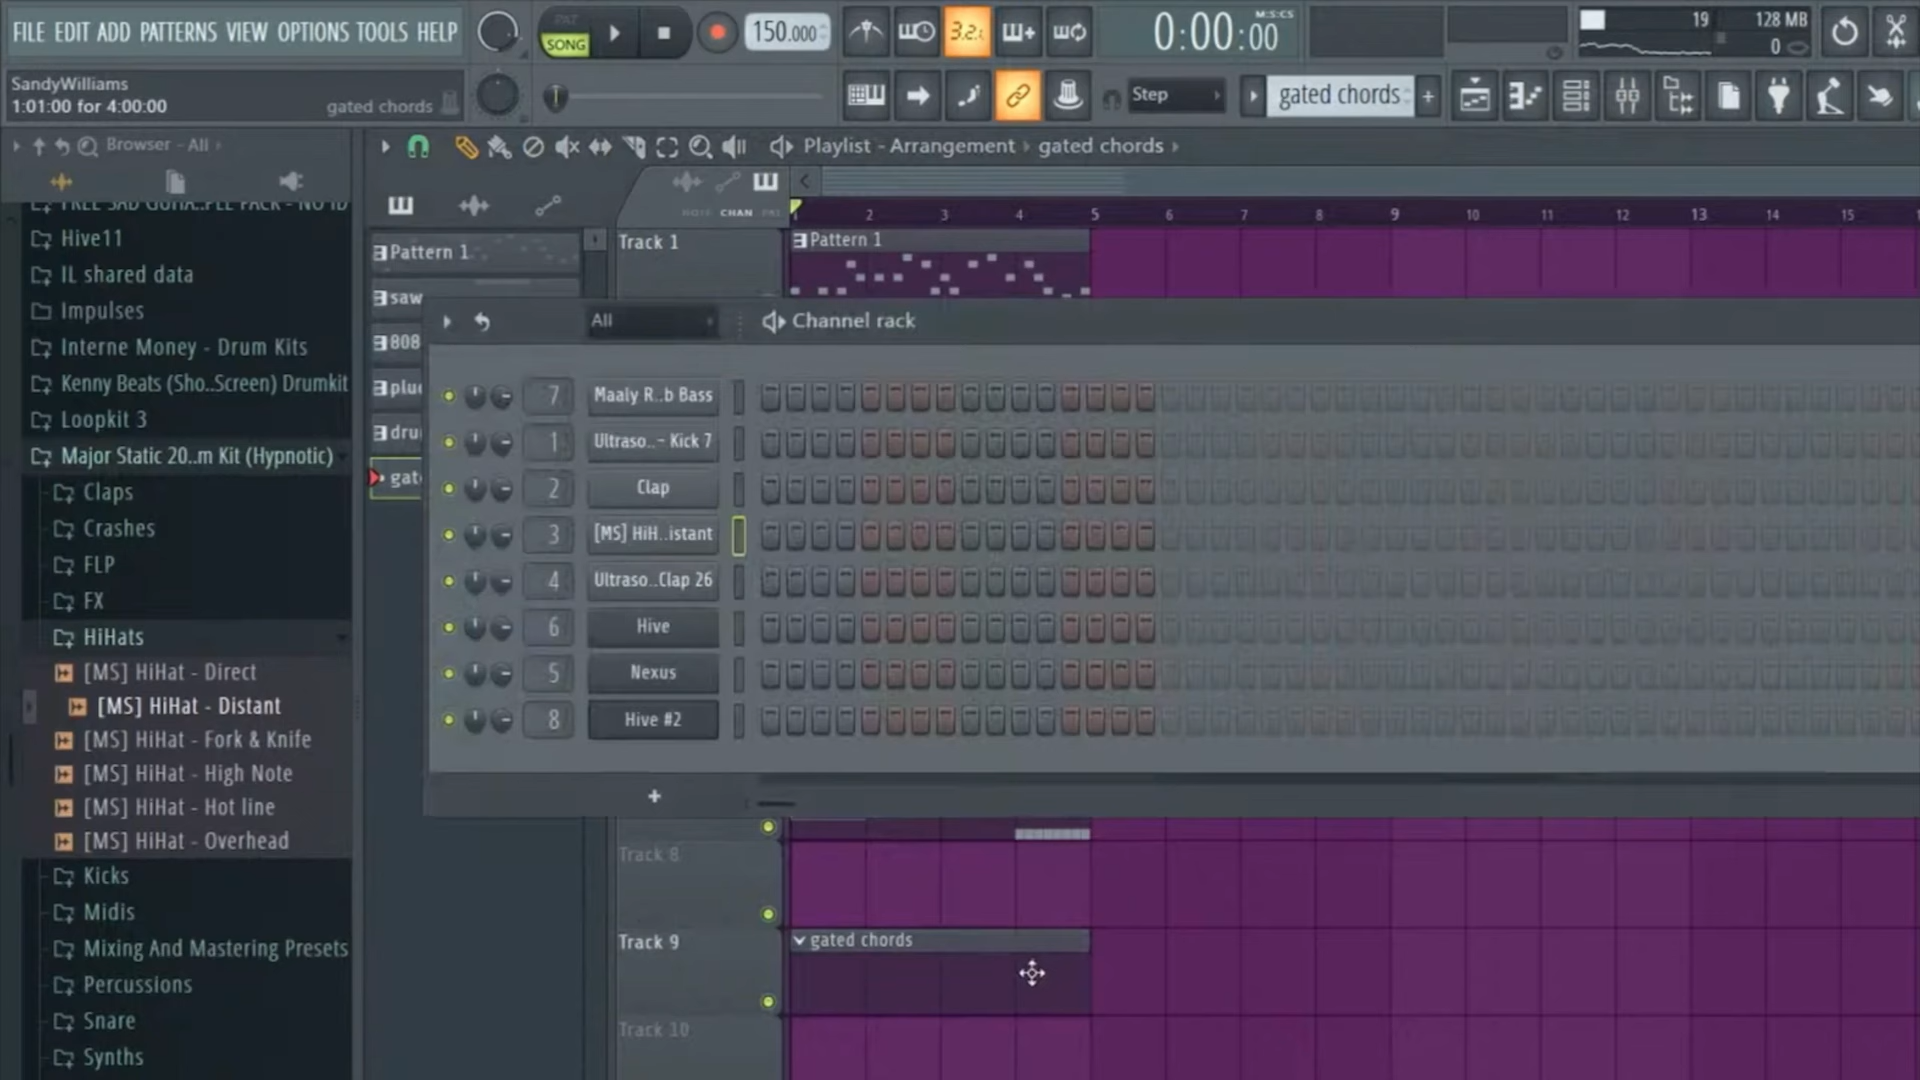 FILE EDIT ADD PATTERNS VIEW OPTIONS TOOLS HELP
PAT
SONG
150.000
3.2.
0:00:00
M:S:CS
19
128 MB
0
SandyWilliams
1:01:00 for 4:00:00
gated chords
Step
gated chords
+
Browser - All
Playlist - Arrangement › gated chords ›
Hive11
IL shared data
Impulses
Interne Money - Drum Kits
Kenny Beats (Sho..Screen) Drumkit
Loopkit 3
Major Static 20..m Kit (Hypnotic)
Claps
Crashes
FLP
FX
HiHats
[MS] HiHat - Direct
[MS] HiHat - Distant
[MS] HiHat - Fork & Knife
[MS] HiHat - High Note
[MS] HiHat - Hot line
[MS] HiHat - Overhead
Kicks
Midis
Mixing And Mastering Presets
Percussions
Snare
Synths
Pattern 1
saw
808
gat
CHAN
2 3 4 5 6 7 8 9 10 11 12 13 14 15
Track 1
Pattern 1
All
Channel rack
7 Maaly R..b Bass
1 Ultraso..- Kick 7
2 Clap
3 [MS] HiH..istant
4 Ultraso..Clap 26
6 Hive
5 Nexus
8 Hive #2
+
Track 8
Track 9
gated chords
Track 10